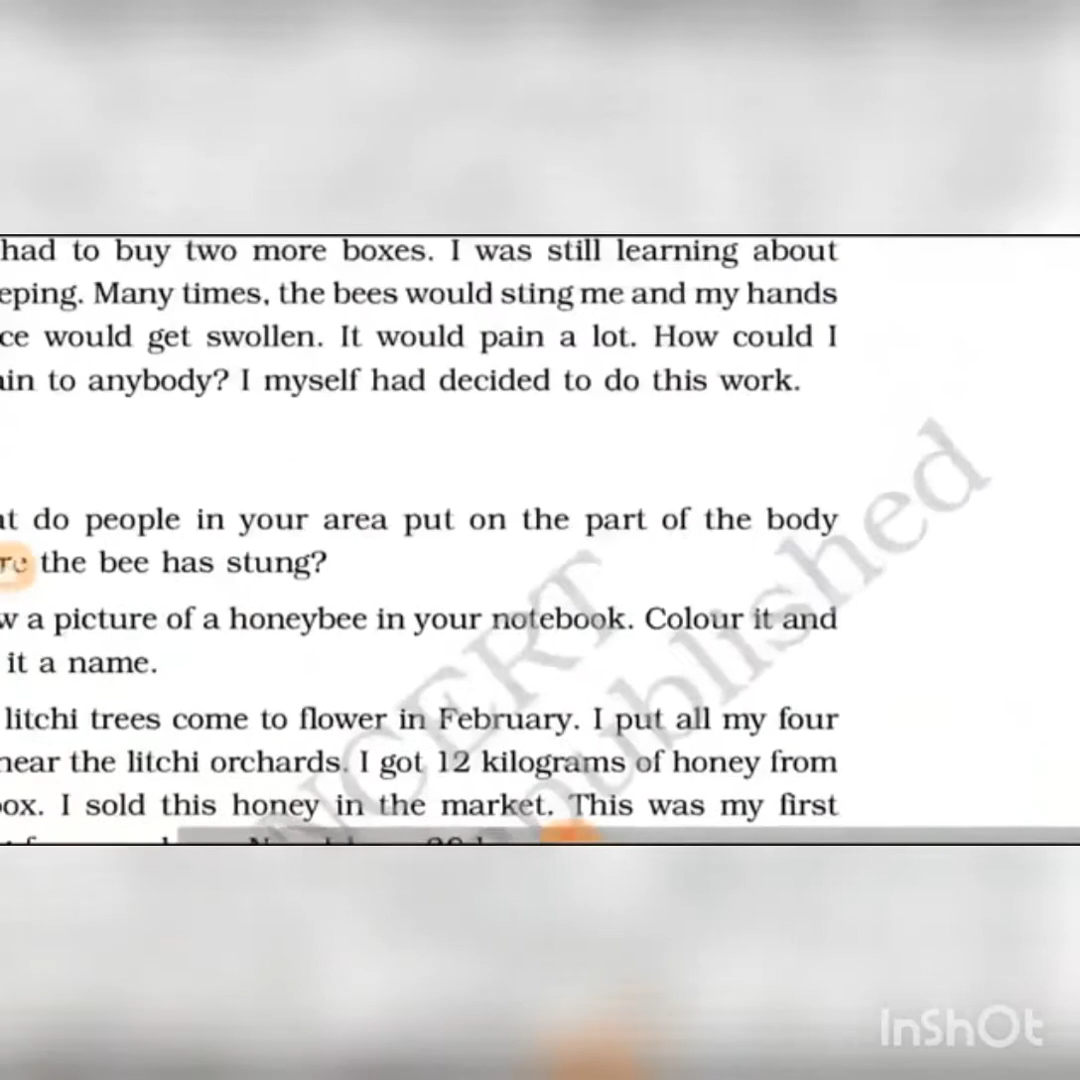 had to buy two more boxes. I was still learning about
eping. Many times, the bees would sting me and my hands
ce would get swollen. It would pain a lot. How could I
ain to anybody? I myself had decided to do this work.
at do people in your area put on the part of the body
re the bee has stung?
w a picture of a honeybee in your notebook. Colour it and
it a name.
litchi trees come to flower in February. I put all my four
near the litchi orchards. I got 12 kilograms of honey from
ox. I sold this honey in the market. This was my first
NCERT
published
InShOt